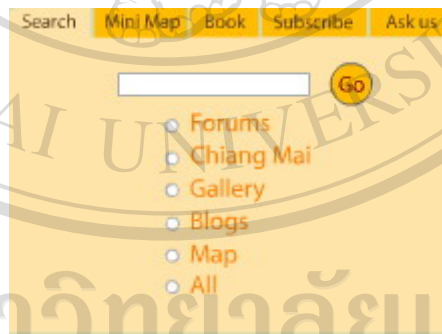 Search Mini Map Book Subscribe Ask us
Go
Forums
Chiang Mai
Gallery
Blogs
Map
All